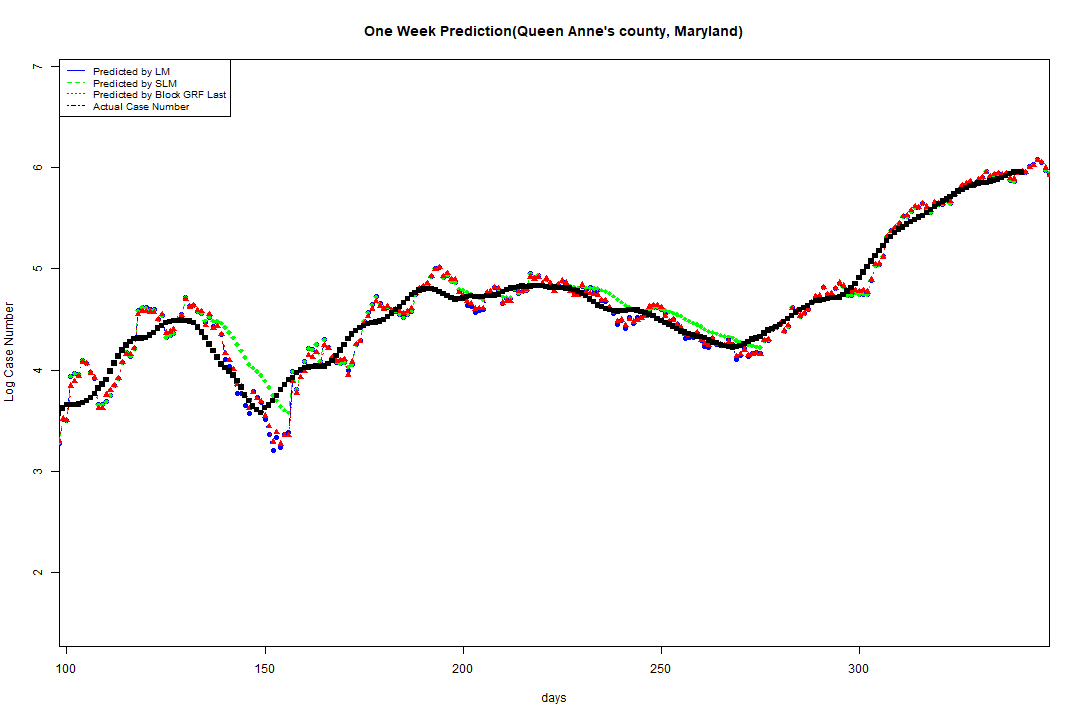 One Week Prediction(Queen Anne's county, Maryland)
7
Predicted by LM
Predicted by SLM
Predicted by Block GRF Last
Actual Case Number
6
5
4
3
2
Log Case Number
100 150 200 250 300
days